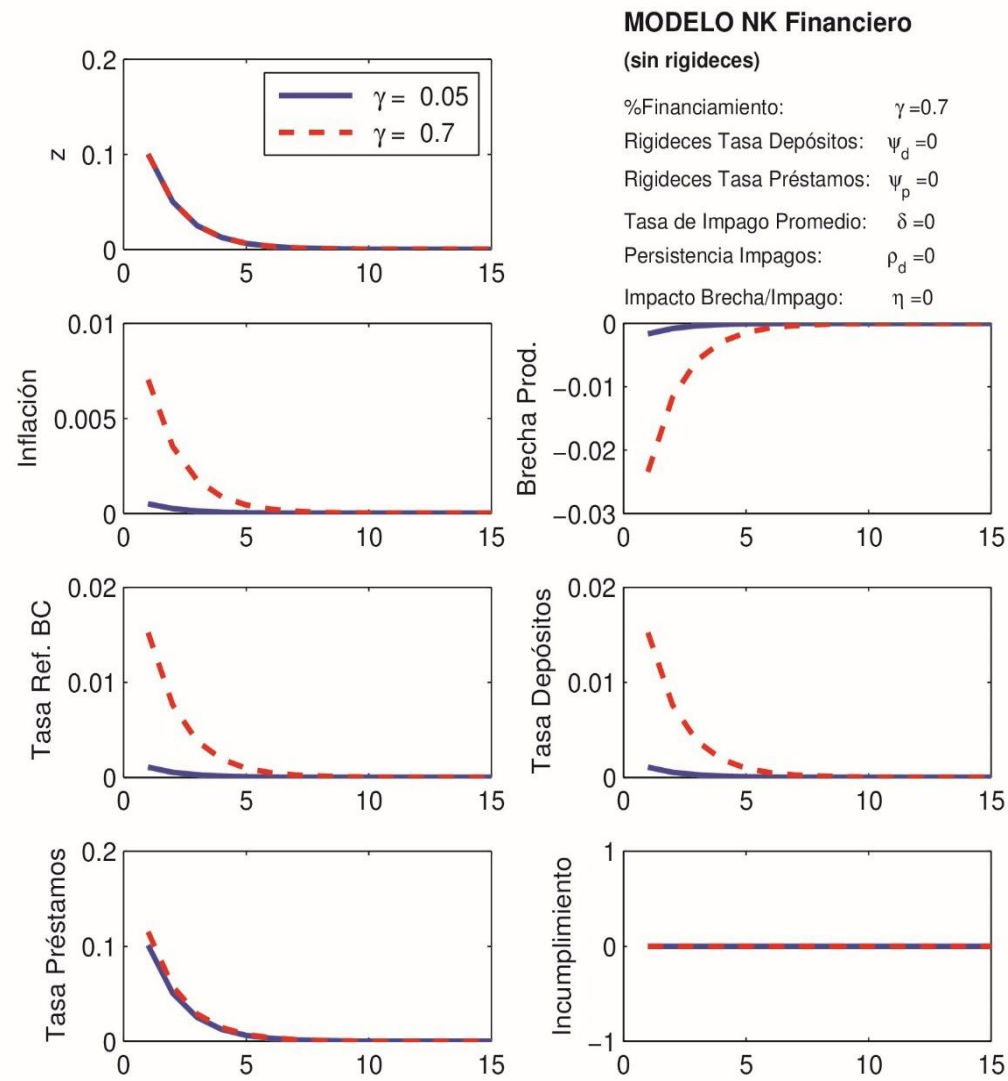 MODELO NK Financiero
(sin rigideces)
%Financiamiento: γ =0.7
Rigideces Tasa Depósitos: ψd =0
Rigideces Tasa Préstamos: ψp =0
Tasa de Impago Promedio: δ =0
Persistencia Impagos: ρd =0
Impacto Brecha/Impago: η =0
z
0.2
0.1
0
0 5 10 15
γ = 0.05
γ = 0.7
Inflación
0.01
0.005
0
0 5 10 15
Brecha Prod.
0
−0.01
−0.02
−0.03
0 5 10 15
Tasa Ref. BC
0.02
0.01
0
0 5 10 15
Tasa Depósitos
0.02
0.01
0
0 5 10 15
Tasa Préstamos
0.2
0.1
0
0 5 10 15
Incumplimiento
1
0
−1
0 5 10 15